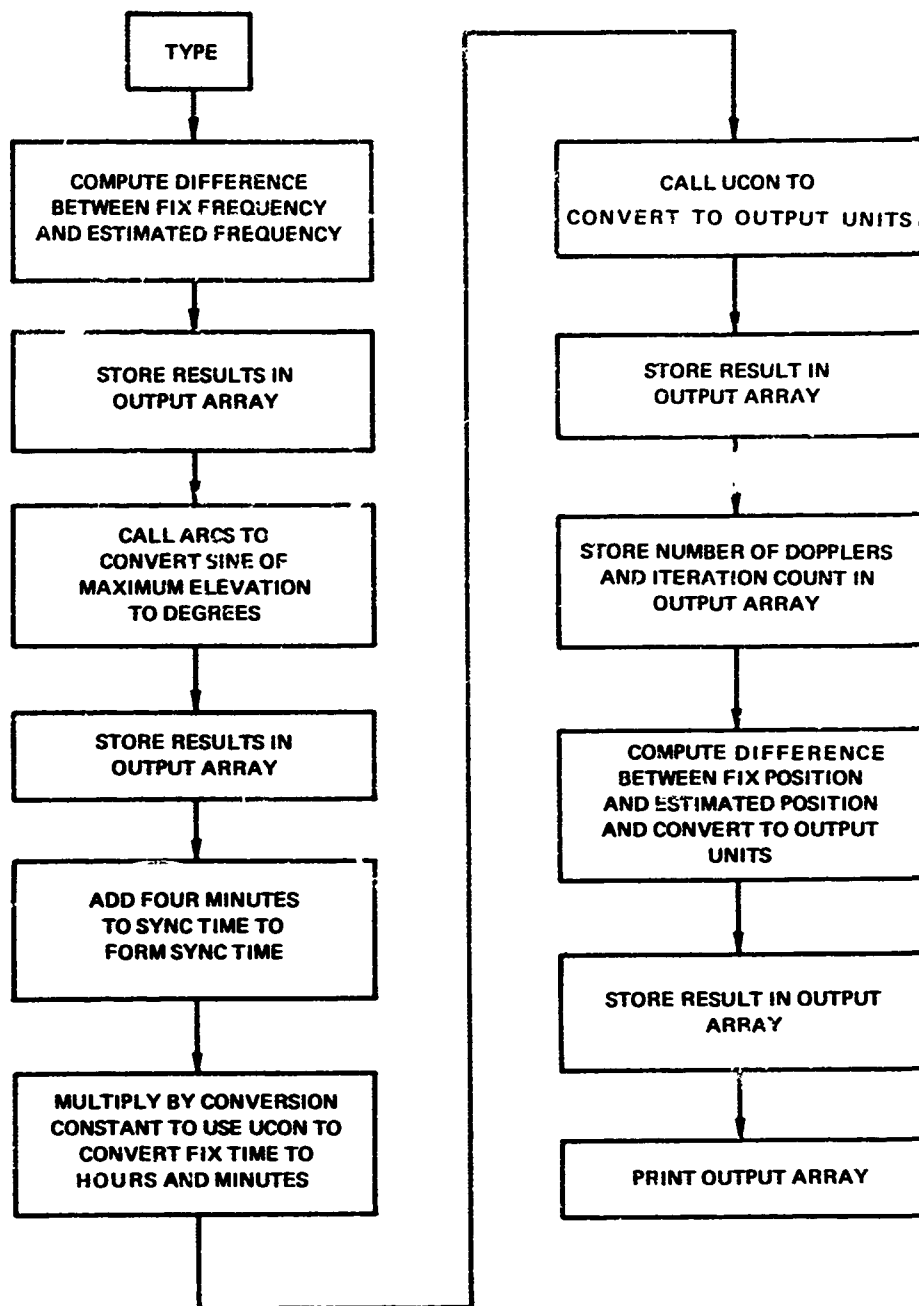 TYPE
COMPUTE DIFFERENCE
BETWEEN FIX FREQUENCY
AND ESTIMATED FREQUENCY
STORE RESULTS IN
OUTPUT ARRAY
CALL ARCS TO
CONVERT SINE OF
MAXIMUM ELEVATION
TO DEGREES
STORE RESULTS IN
OUTPUT ARRAY
ADD FOUR MINUTES
TO SYNC TIME TO
FORM SYNC TIME
MULTIPLY BY CONVERSION
CONSTANT TO USE UCON TO
CONVERT FIX TIME TO
HOURS AND MINUTES
CALL UCON TO
CONVERT TO OUTPUT UNITS.
STORE RESULT IN
OUTPUT ARRAY
STORE NUMBER OF DOPPLERS
AND ITERATION COUNT IN
OUTPUT ARRAY
COMPUTE DIFFERENCE
BETWEEN FIX POSITION
AND ESTIMATED POSITION
AND CONVERT TO OUTPUT
UNITS
STORE RESULT IN OUTPUT
ARRAY
PRINT OUTPUT ARRAY